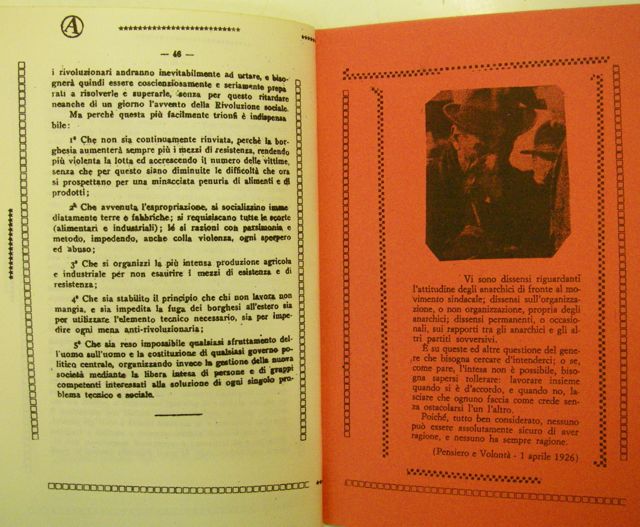 A
— 46 —
i rivoluzionari andranno inevitabilmente ad urtare, e biso
gnerà quindi essere coscienziosamente e seriamente prepa
rati a risolverle e superarle, senza per questo ritardare
neanche di un giorno l'avvento della Rivoluzione sociale.
Ma perchè questa più facilmente trionfi è indispensa
bile:
1° Che non sia continuamente rinviata, perchè la bor
ghesia aumenterà sempre più i mezzi di resistenza, rendendo,
più violenta la lotta ed accrescendo il numero delle vittime,
senza che per questo siano diminuite le difficoltà che ora
si prospettano per una minacciata penuria di alimenti e di
prodotti;
2° Che avvenuta l'espropriazione, si socializzino imme
diatamente terre e fabbriche; si requisiscano tutte le scorte
(alimentari e industriali); le si razioni con parsimonia e
metodo, impedendo, anche colla violenza, ogni sperpero
ed abuso;
3° Che si organizzi la più intensa produzione agricola
e industriale per non esaurire i mezzi di esistenza e di
resistenza;
4° Che sia stabilito il principio che chi non lavora non
mangia, e sia impedita la fuga dei borghesi all'estero sia
per utilizzare l'elemento tecnico necessario, sia per impe
dire ogni mena anti-rivoluzionaria;
5° Che sia reso impossibile qualsiasi sfruttamento del-
l'uomo sull'uomo e la costituzione di qualsiasi governo po
litico centrale, organizzando invece la gestione della nuova
società mediante la libera intesa di persone e di gruppi
competenti interessati alla soluzione di ogni singolo pro
blema tecnico e sociale.
Vi sono dissensi riguardanti
l'attitudine degli anarchici di fronte al mo-
vimento sindacale; dissensi sull'organizza-
zione, o non organizzazione, propria degli
anarchici; dissensi permanenti, o occasio-
nali, sui rapporti tra gli anarchici e gli al-
tri partiti sovversivi.
È su queste ed altre questione del gene-
re che bisogna cercare d'intenderci; o se,
come pare, l'intesa non è possibile, biso-
gna sapersi tollerare: lavorare insieme
quando si è d'accordo, e quando no, la-
sciare che ognuno faccia come crede sen-
za ostacolarsi l'un l'altro.
Poiché, tutto ben considerato, nessuno
può essere assolutamente sicuro di aver
ragione, e nessuno ha sempre ragione.
(Pensiero e Volontà - 1 aprile 1926)